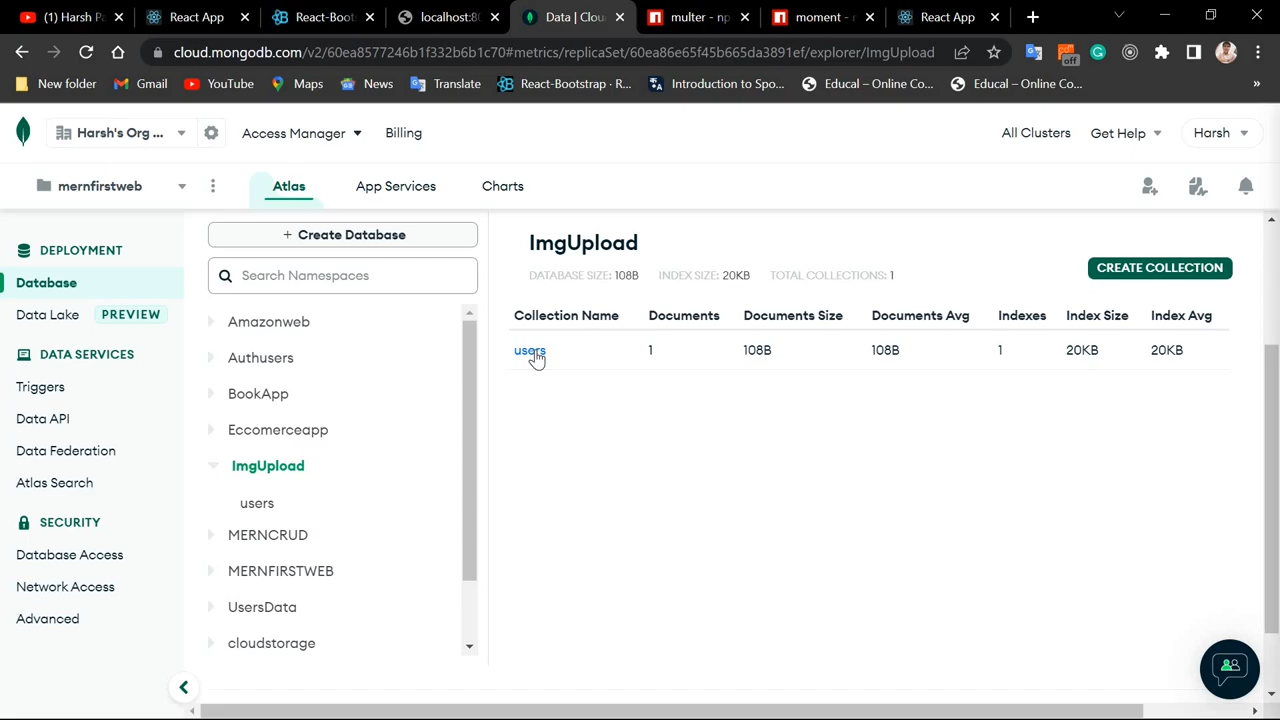 (1) Harsh Pa
React App
React-Boots
localhost:80
Data | Clou
multer - np
moment - n
React App
cloud.mongodb.com/v2/60ea8577246b1f332b6b1c70#metrics/replicaSet/60ea86e65f45b665da3891ef/explorer/ImgUpload
off
New folder
Gmail
YouTube
Maps
News
Translate
React-Bootstrap · R...
Introduction to Spo...
Educal – Online Co...
Educal – Online Co...
»
Harsh's Org ...
Access Manager
Billing
All Clusters
Get Help
Harsh
mernfirstweb
Atlas
App Services
Charts
DEPLOYMENT
Database
Data Lake PREVIEW
DATA SERVICES
Triggers
Data API
Data Federation
Atlas Search
SECURITY
Database Access
Network Access
Advanced
+ Create Database
Search Namespaces
Amazonweb
Authusers
BookApp
Eccomerceapp
ImgUpload
users
MERNCRUD
MERNFIRSTWEB
UsersData
cloudstorage
ImgUpload
DATABASE SIZE: 108B INDEX SIZE: 20KB TOTAL COLLECTIONS: 1
CREATE COLLECTION
Collection Name Documents Documents Size Documents Avg Indexes Index Size Index Avg
users 1 108B 108B 1 20KB 20KB